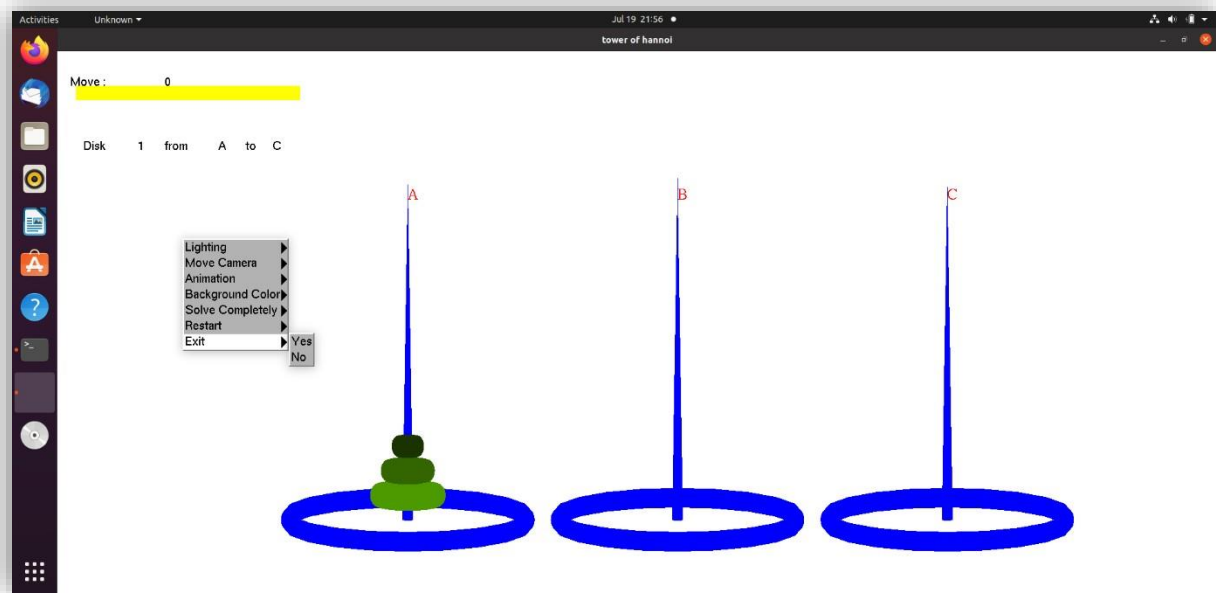 Activities Unknown Jul 19 21:56
tower of hannoi
Move : 0
Disk 1 from A to C
A B C
Lighting
Move Camera
Animation
Background Color
Solve Completely
Restart
Exit Yes
No